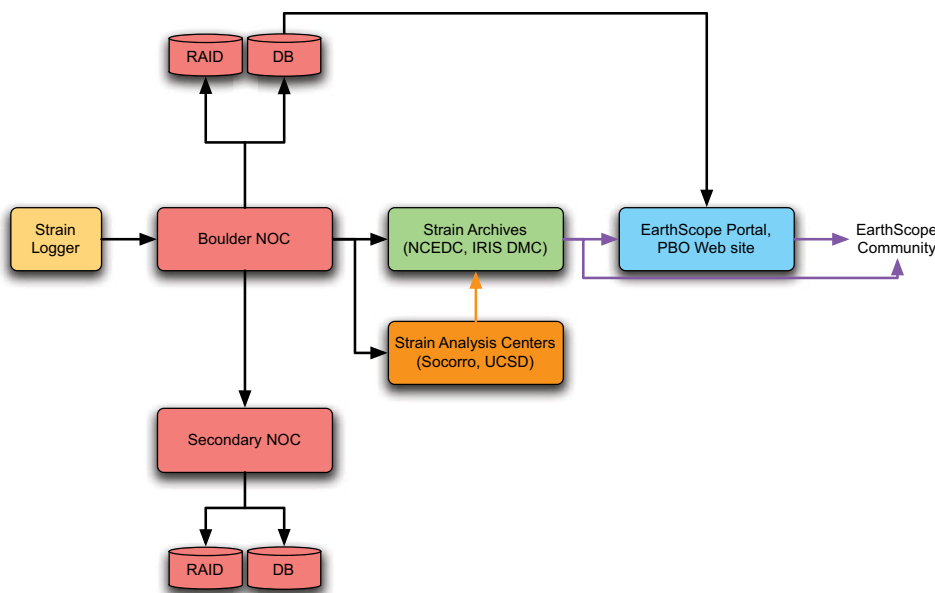 RAID
DB
Strain
Logger
Boulder NOC
Strain Archives
(NCEDC, IRIS DMC)
EarthScope Portal,
PBO Web site
EarthScope
Community
Strain Analysis Centers
(Socorro, UCSD)
Secondary NOC
RAID
DB